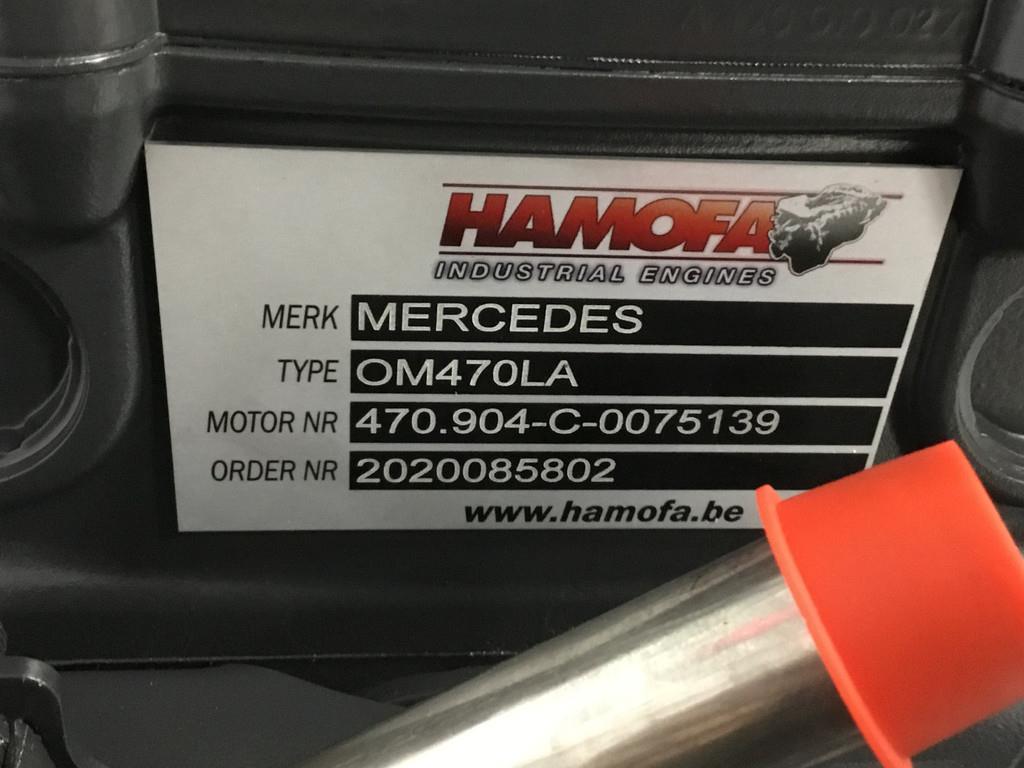 HAMOFA
INDUSTRIAL ENGINES
MERK MERCEDES
TYPE OM470LA
MOTOR NR 470.904-C-0075139
ORDER NR 2020085802
www.hamofa.be